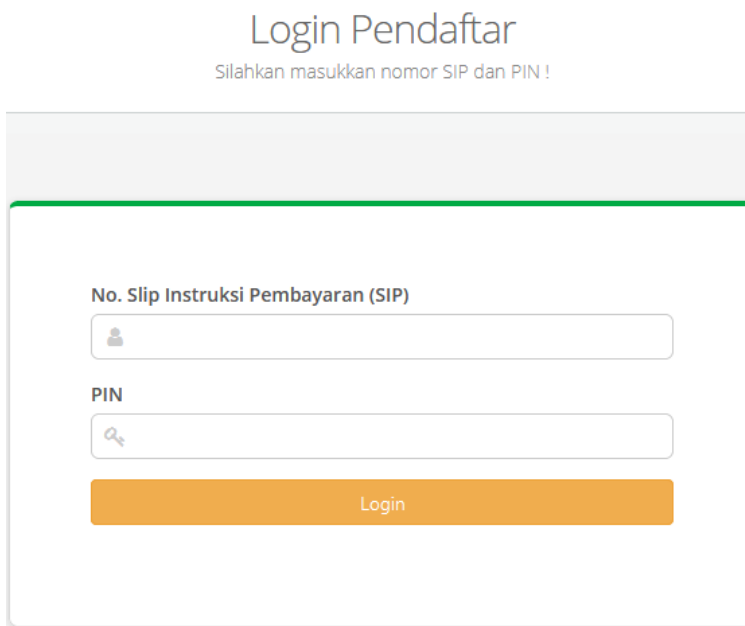 Login Pendaftar
Silahkan masukkan nomor SIP dan PIN !
No. Slip Instruksi Pembayaran (SIP)
PIN
Login